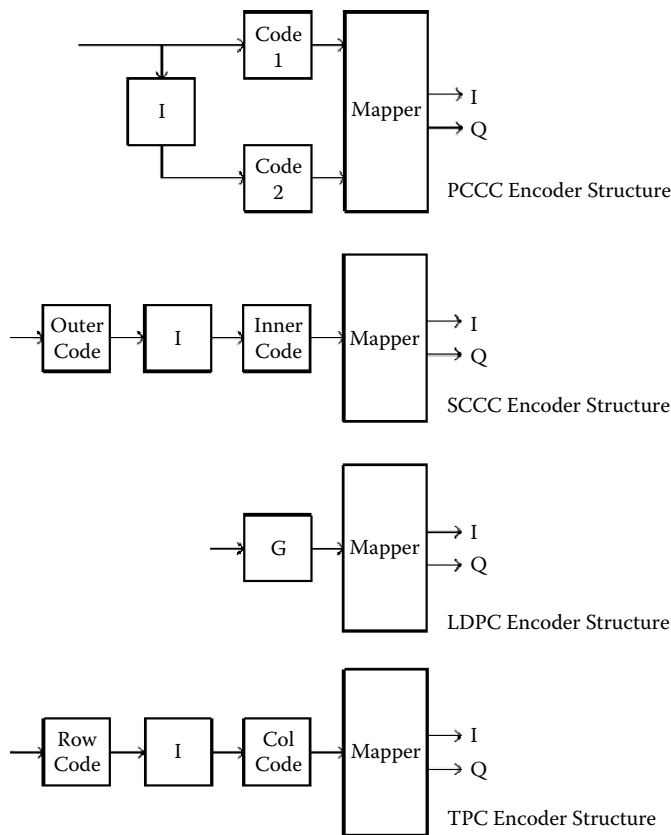 Code
1
I
Mapper
I
Q
Code
2
PCCC Encoder Structure
Outer
Code
I
Inner
Code
Mapper
I
Q
SCCC Encoder Structure
G
Mapper
I
Q
LDPC Encoder Structure
Row
Code
I
Col
Code
Mapper
I
Q
TPC Encoder Structure